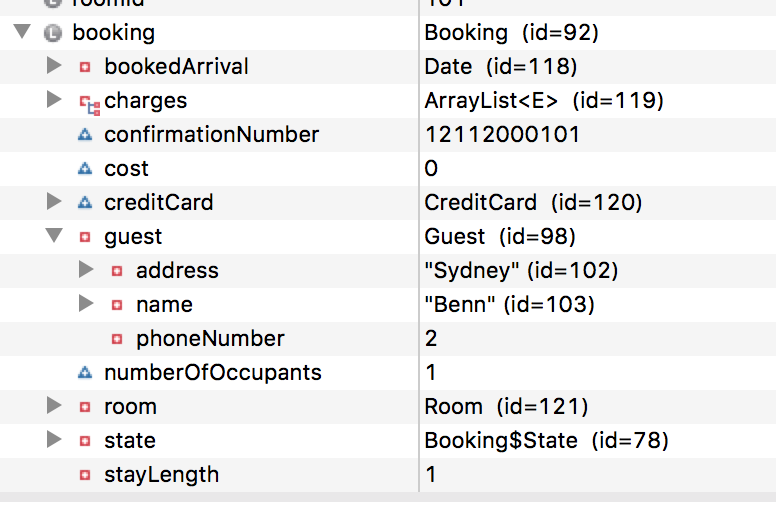 booking Booking (id=92)
bookedArrival Date (id=118)
charges ArrayList<E> (id=119)
confirmationNumber 12112000101
cost 0
creditCard CreditCard (id=120)
guest Guest (id=98)
address "Sydney" (id=102)
name "Benn" (id=103)
phoneNumber 2
numberOfOccupants 1
room Room (id=121)
state Booking$State (id=78)
stayLength 1